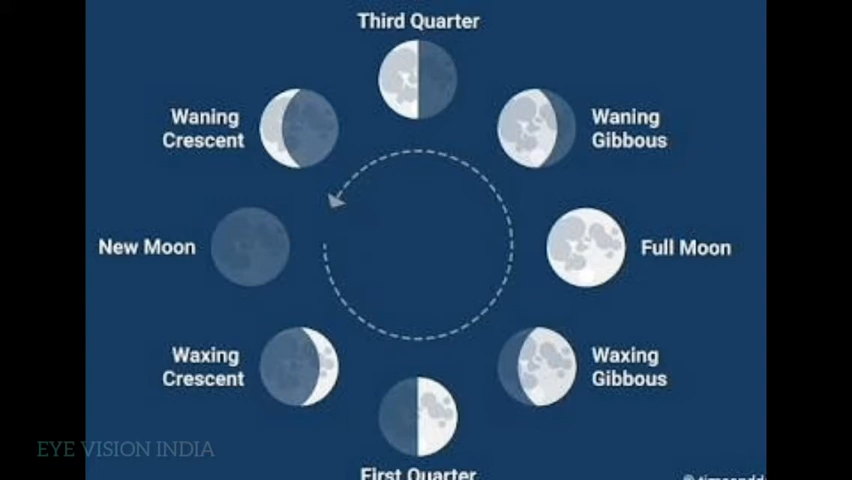 Third Quarter
Waning
Crescent
Waning
Gibbous
New Moon
Full Moon
Waxing
Crescent
Waxing
Gibbous
EYE VISION INDIA
First Quarter